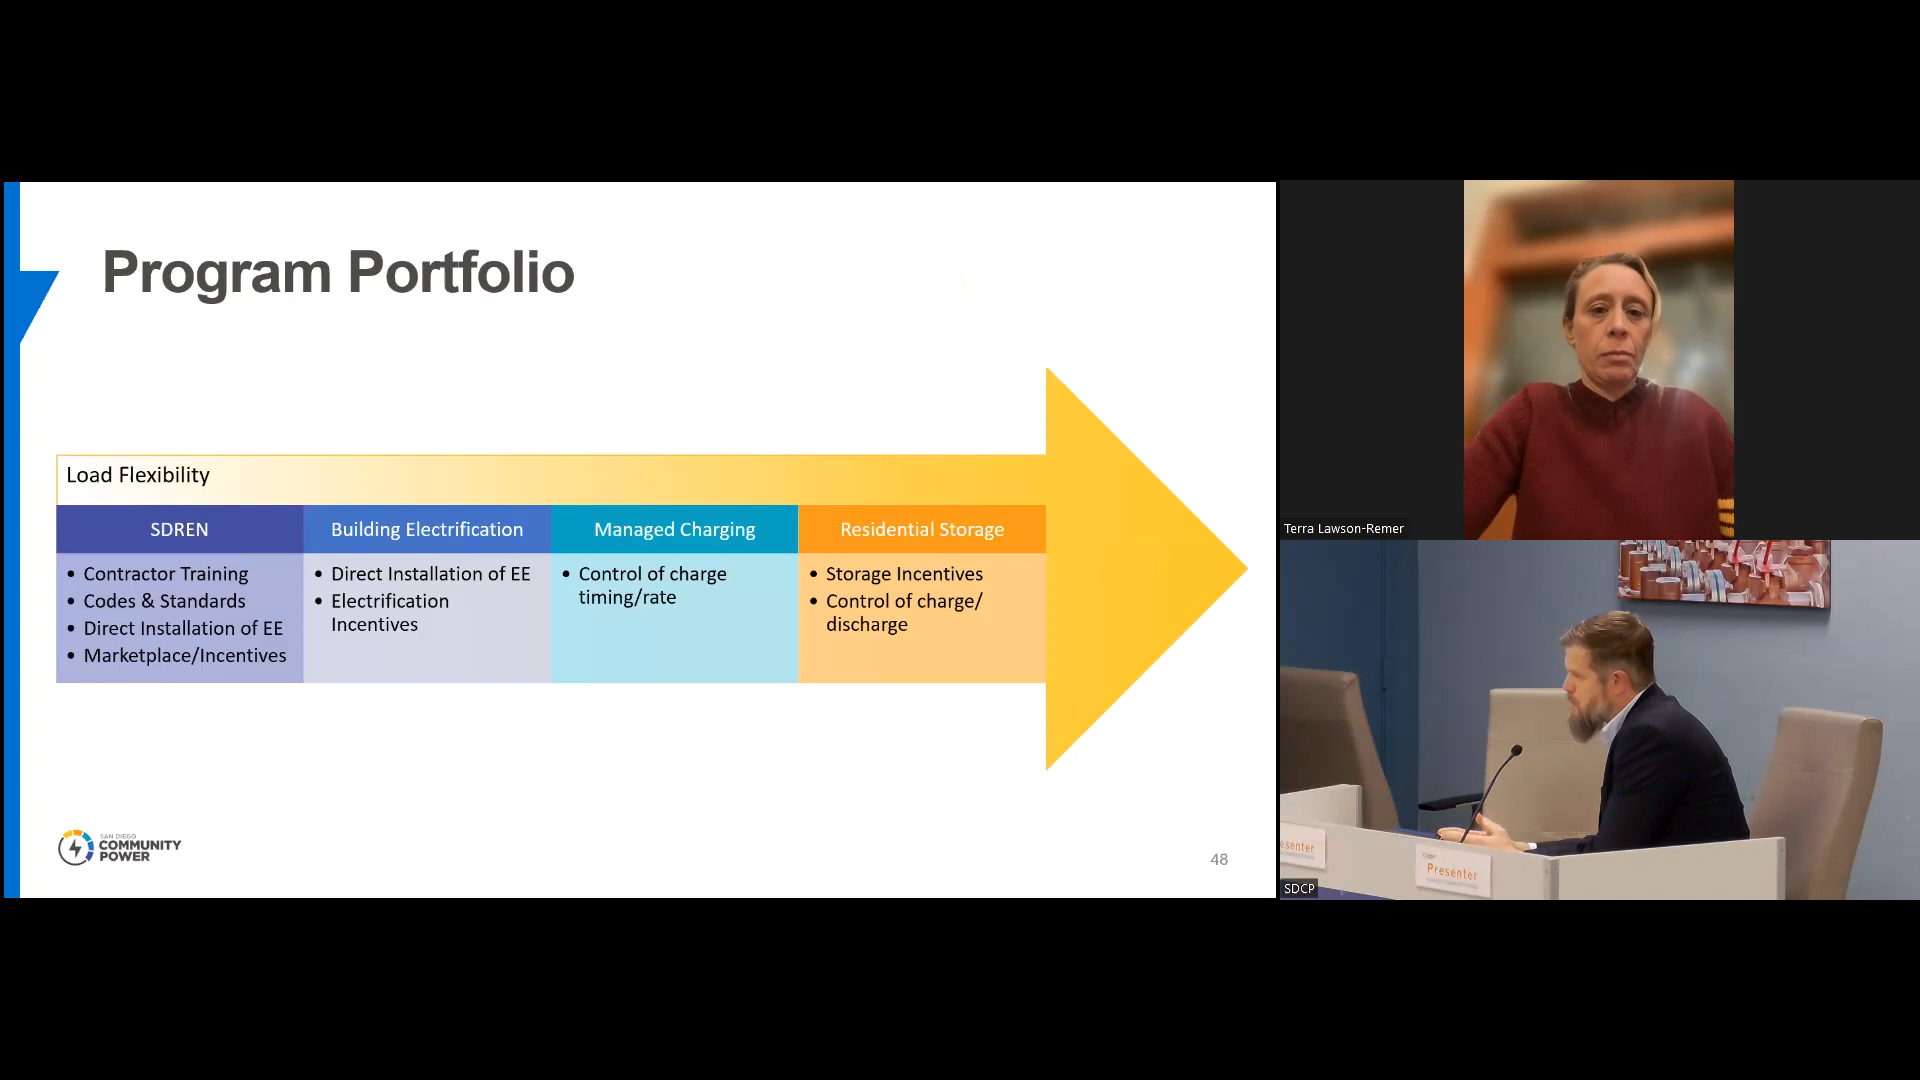 Program Portfolio
Load Flexibility
SDREN
• Contractor Training
• Codes & Standards
• Direct Installation of EE
• Marketplace/Incentives
Building Electrification
• Direct Installation of EE
• Electrification
Incentives
Managed Charging
• Control of charge
timing/rate
Residential Storage
• Storage Incentives
• Control of charge/
discharge
SAN DIEGO
COMMUNITY
POWER
48
Terra Lawson-Remer
esenter
Presenter
SDCP